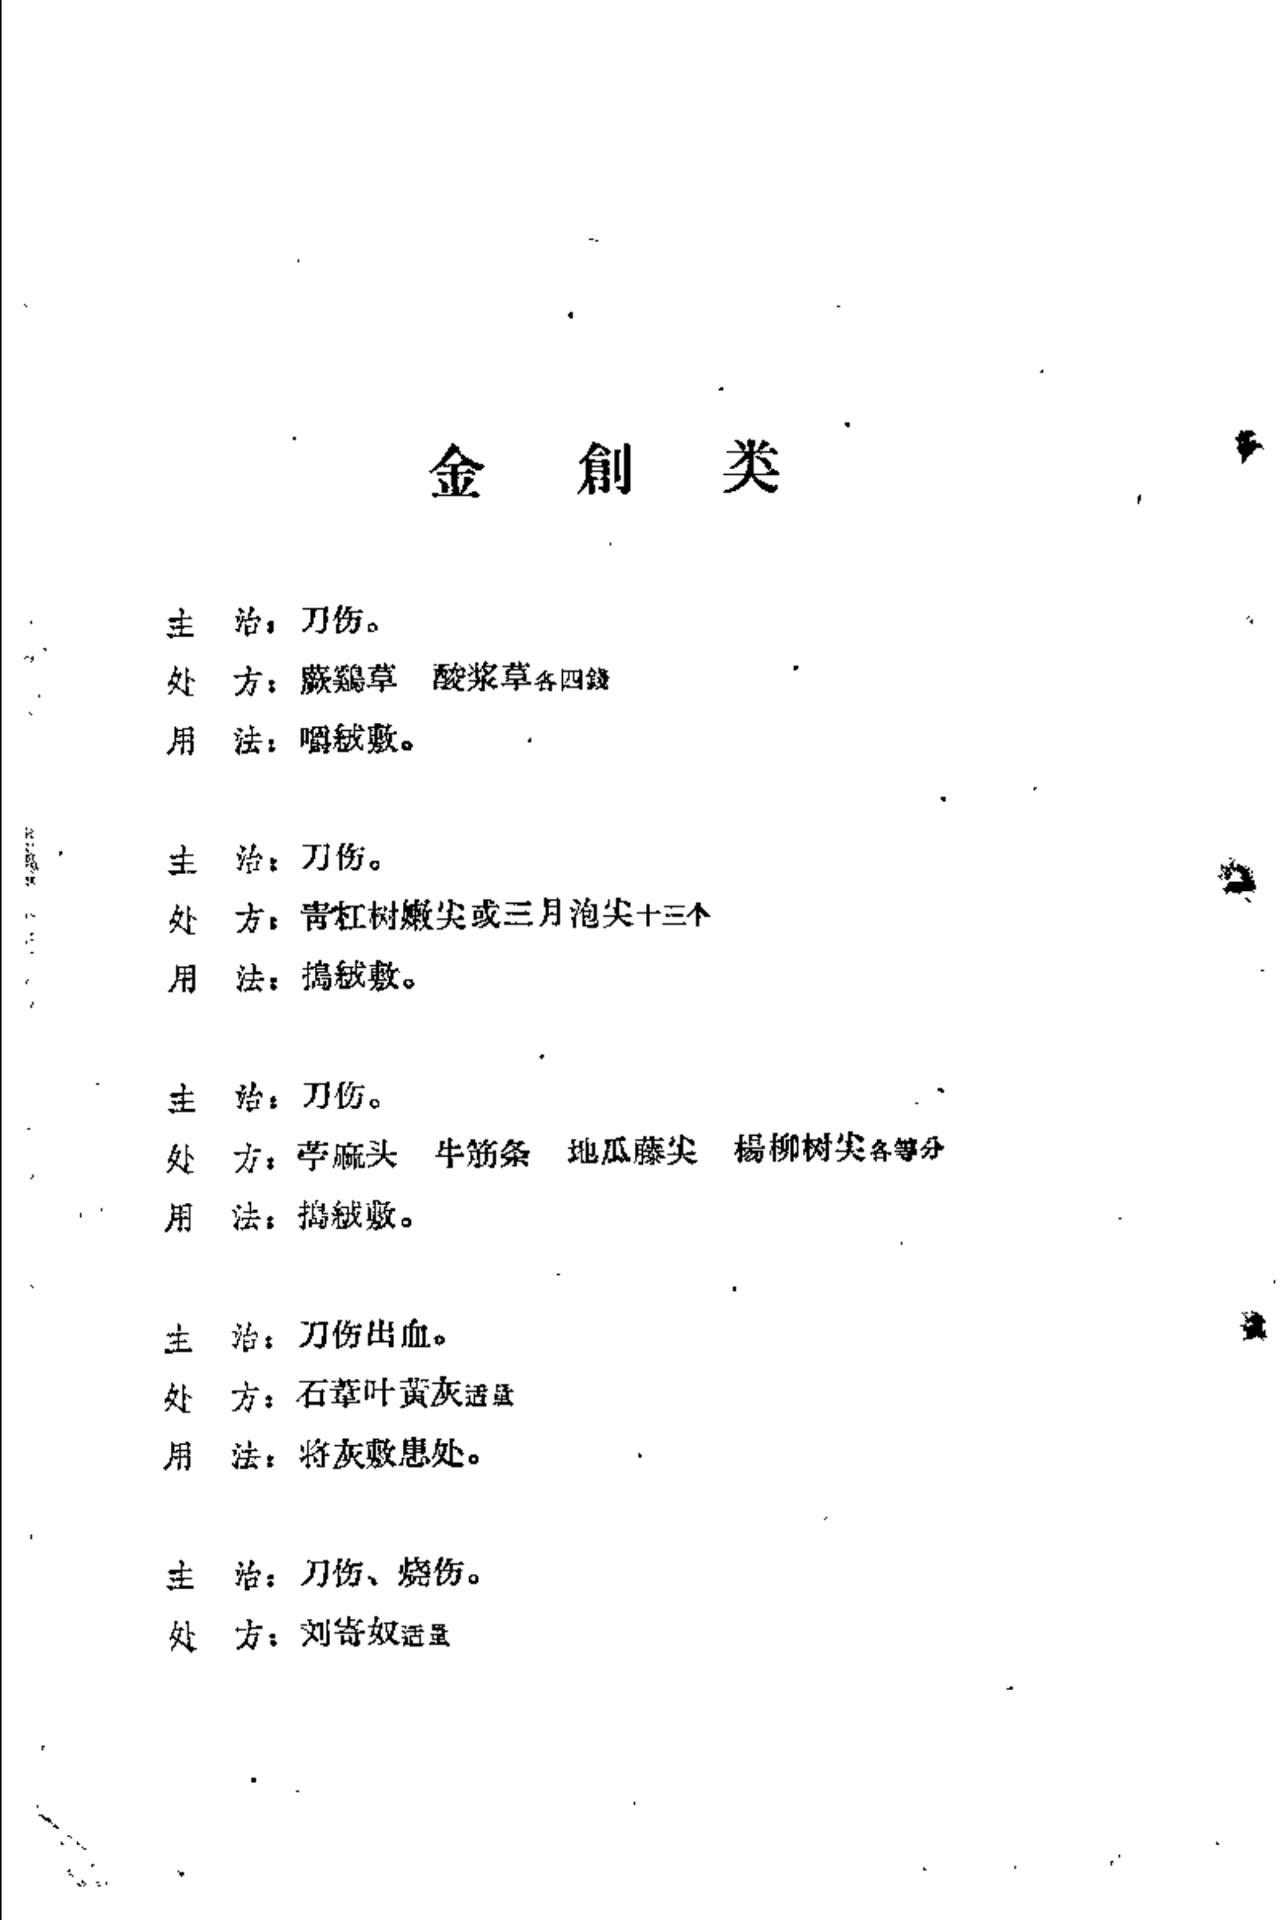 金創类
主 治：刀伤。
处 方：蕨鷄草 酸浆草各四錢
用 法：嚼絨敷。
主 治：刀伤。
处 方：青杠树嫩尖或三月泡尖十三个
用 法：搗絨敷。
主 治：刀伤。
处 方：苧麻头 牛筋条 地瓜藤尖 楊柳树尖各等分
用 法：搗絨敷。
主 治：刀伤出血。
处 方：石葦叶黄灰适量
用 法：将灰敷患处。
主 治：刀伤、烧伤。
处 方：刘寄奴适量